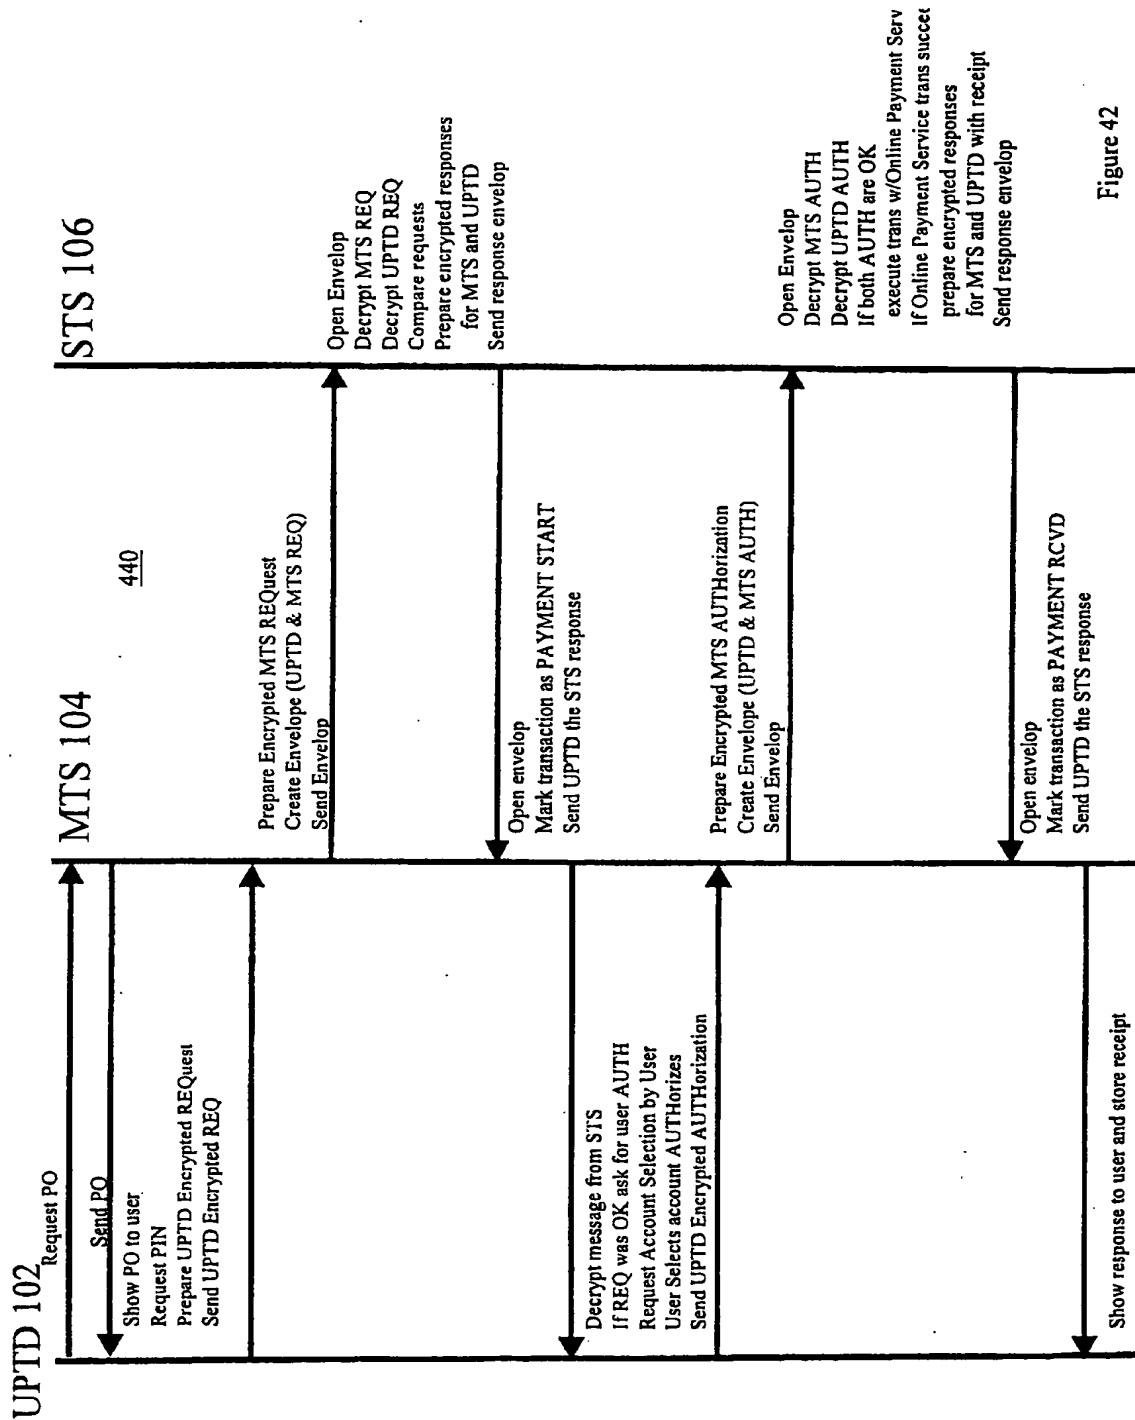 UPTD 102
MTS 104
STS 106
440
Request PO
Send PO
Show PO to user
Request PIN
Prepare UPTD Encrypted REQuest
Send UPTD Encrypted REQ
Prepare Encrypted MTS REQuest
Create Envelope (UPTD & MTS REQ)
Send Envelop
Open Envelop
Decrypt MTS REQ
Decrypt UPTD REQ
Compare requests
Prepare encrypted responses
for MTS and UPTD
Send response envelop
Open envelop
Mark transaction as PAYMENT START
Send UPTD the STS response
Decrypt message from STS
If REQ was OK ask for user AUTH
Request Account Selection by User
User Selects account AUTHorizes
Send UPTD Encrypted AUTHorization
Prepare Encrypted MTS AUTHorization
Create Envelope (UPTD & MTS AUTH)
Send Envelop
Open Envelop
Decrypt MTS AUTH
Decrypt UPTD AUTH
If both AUTH are OK
execute trans w/Online Payment Serv
If Online Payment Service trans succee
prepare encrypted responses
for MTS and UPTD with receipt
Send response envelop
Open envelop
Mark transaction as PAYMENT RCVD
Send UPTD the STS response
Show response to user and store receipt
Figure 42